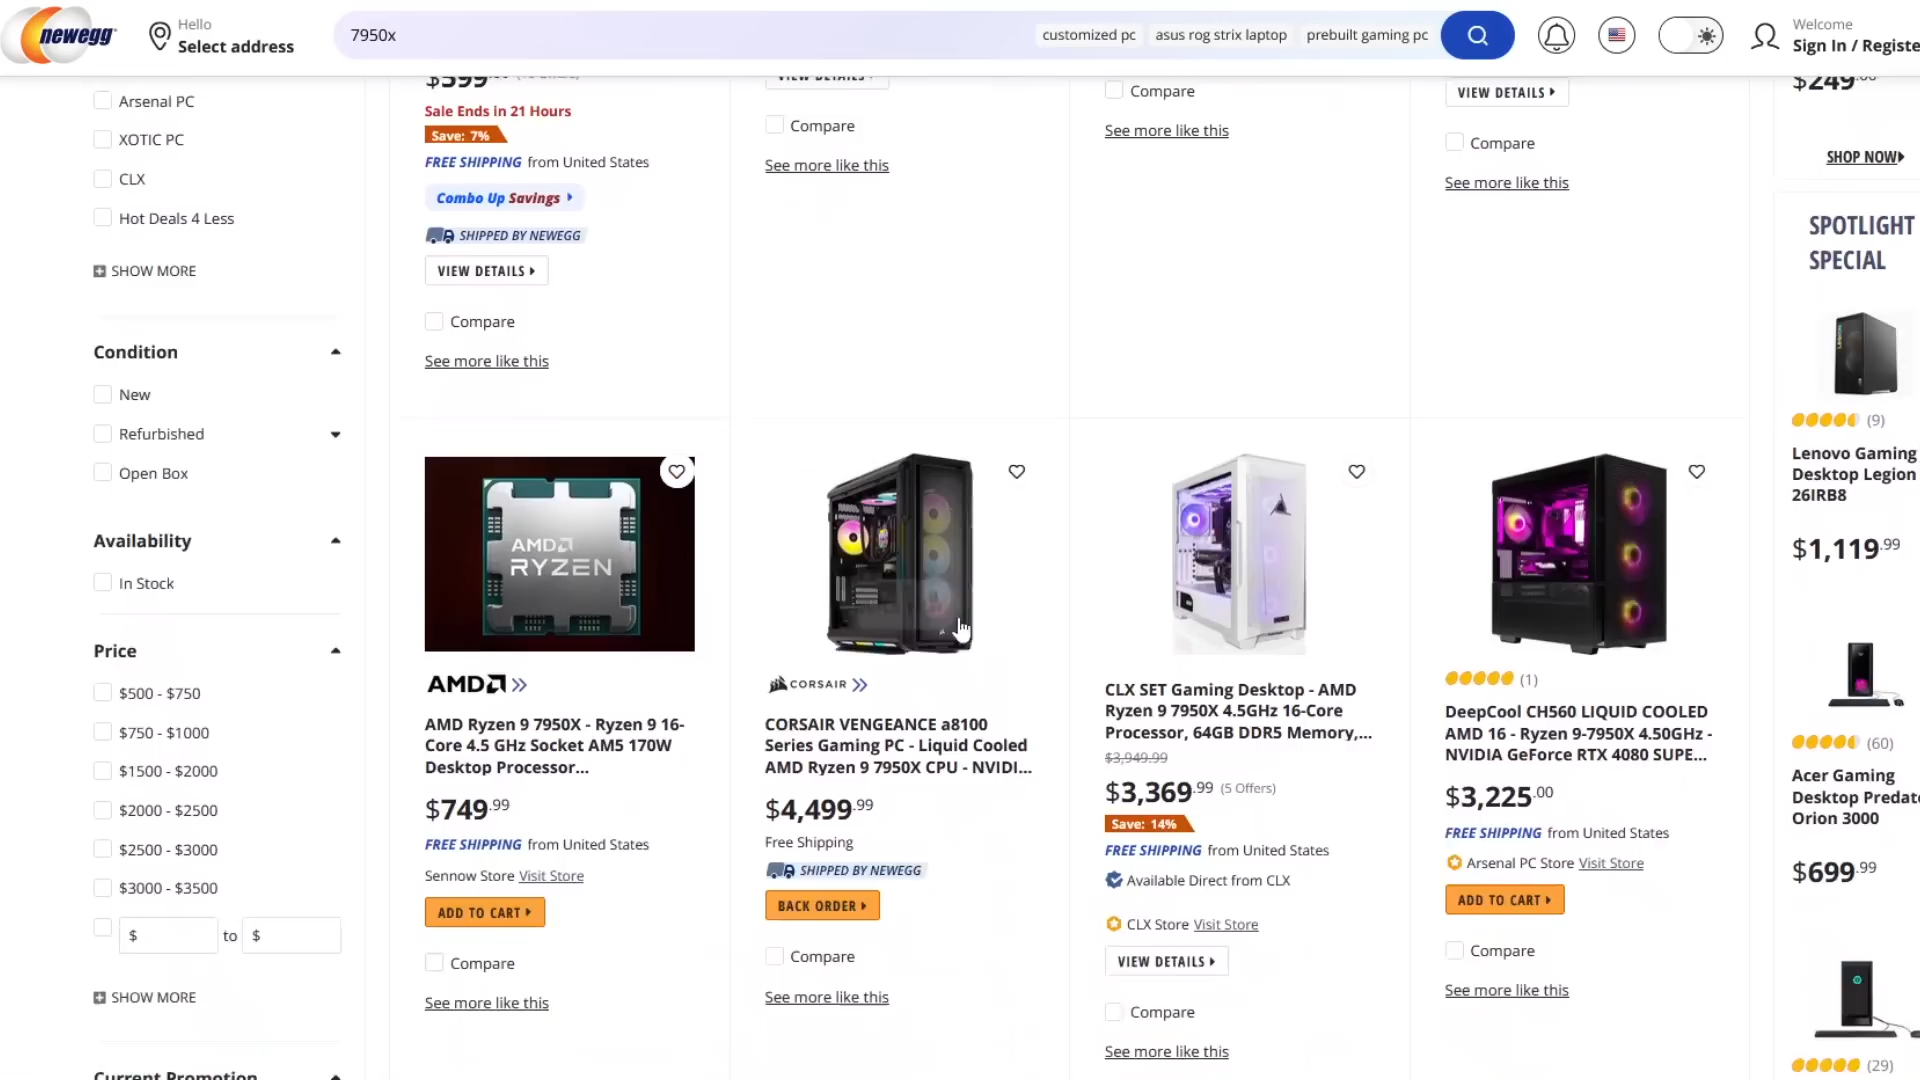 newegg
Hello
Select address
7950x
customized pc
asus rog strix laptop
prebuilt gaming pc
Welcome
Sign In / Registe
Arsenal PC
XOTIC PC
CLX
Hot Deals 4 Less
SHOW MORE
Condition
New
Refurbished
Open Box
Availability
In Stock
Price
$500 - $750
$750 - $1000
$1500 - $2000
$2000 - $2500
$2500 - $3000
$3000 - $3500
$ to $
SHOW MORE
Current Promotion
$599
Sale Ends in 21 Hours
Save: 7%
FREE SHIPPING from United States
Combo Up Savings
SHIPPED BY NEWEGG
VIEW DETAILS
Compare
See more like this
VIEW DETAILS
Compare
See more like this
Compare
See more like this
VIEW DETAILS
Compare
See more like this
AMD
RYZEN
AMD
AMD Ryzen 9 7950X - Ryzen 9 16-
Core 4.5 GHz Socket AM5 170W
Desktop Processor...
$749.99
FREE SHIPPING from United States
Sennow Store Visit Store
ADD TO CART
Compare
See more like this
CORSAIR
CORSAIR VENGEANCE a8100
Series Gaming PC - Liquid Cooled
AMD Ryzen 9 7950X CPU - NVIDI...
$4,499.99
Free Shipping
SHIPPED BY NEWEGG
BACK ORDER
Compare
See more like this
CLX SET Gaming Desktop - AMD
Ryzen 9 7950X 4.5GHz 16-Core
Processor, 64GB DDR5 Memory,...
$3,949.99
$3,369.99 (5 Offers)
Save: 14%
FREE SHIPPING from United States
Available Direct from CLX
CLX Store Visit Store
VIEW DETAILS
Compare
See more like this
(1)
DeepCool CH560 LIQUID COOLED
AMD 16 - Ryzen 9-7950X 4.50GHz -
NVIDIA GeForce RTX 4080 SUPE...
$3,225.00
FREE SHIPPING from United States
Arsenal PC Store Visit Store
ADD TO CART
Compare
See more like this
$249
SHOP NOW
SPOTLIGHT
SPECIAL
(9)
Lenovo Gaming
Desktop Legion
26IRB8
$1,119.99
(60)
Acer Gaming
Desktop Predato
Orion 3000
$699.99
(29)